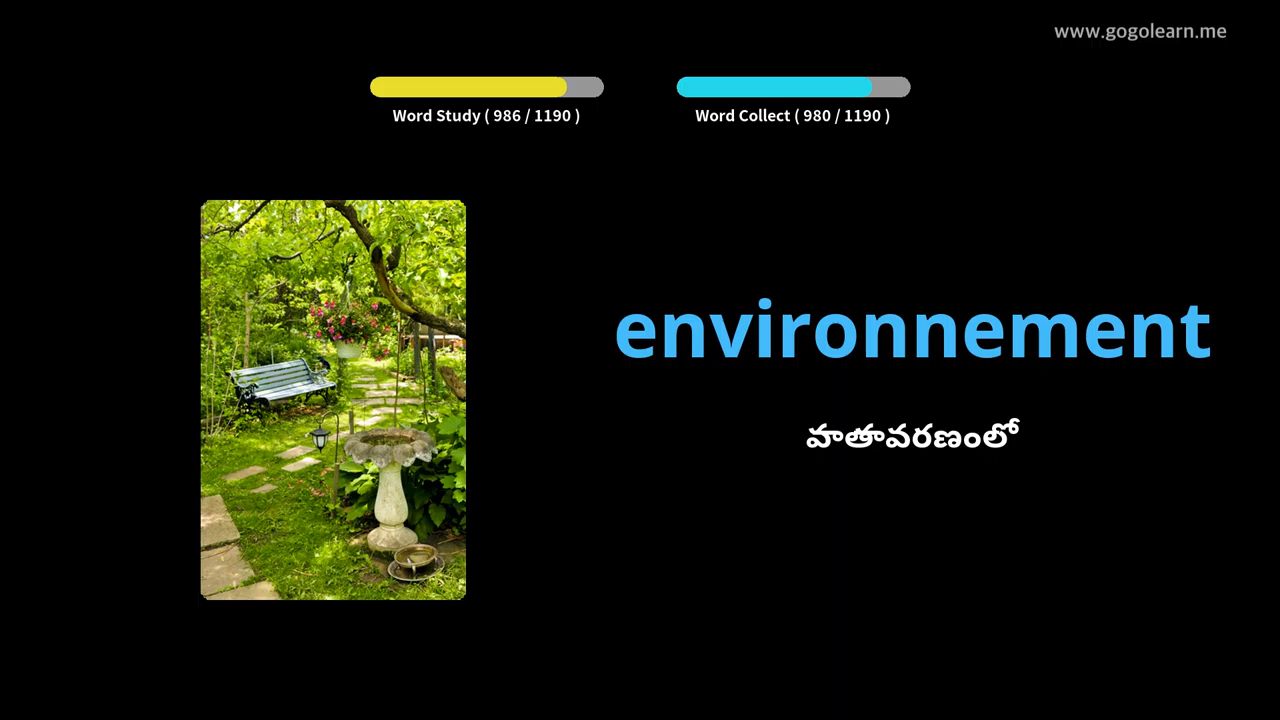 www.gogolearn.me
Word Study ( 986 / 1190 )
Word Collect ( 980 / 1190 )
environnement
వాతావరణంలో